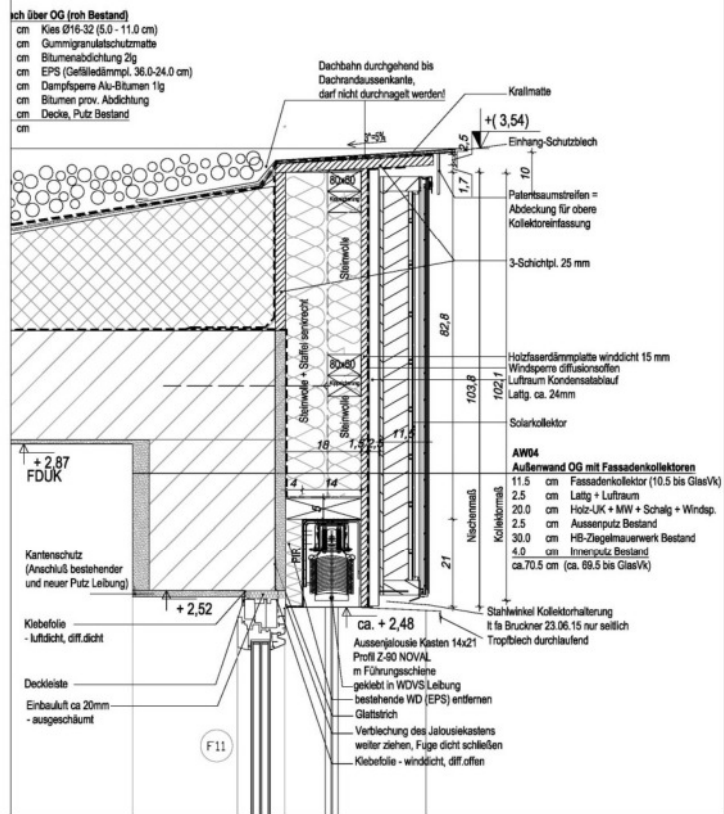 ach über OG (roh Bestand)
cm Kies Ø16-32 (5.0 - 11.0 cm)
cm Gummigranulatschutzmatte
cm Bitumenabdichtung 2lg
cm EPS (Gefälledämmpl. 36.0-24.0 cm)
cm Dampfsperre Alu-Bitumen 1lg
cm Bitumen prov. Abdichtung
cm Decke, Putz Bestand
cm
Dachbahn durchgehend bis
Dachrandaussenkante,
darf nicht durchnagelt werden!
Krallmatte
+( 3,54)
Einhang-Schutzblech
3°=5%
2,5
1,7
10
Patentsaumstreifen =
Abdeckung für obere
Kollektoreinfassung
3-Schichtpl. 25 mm
80x80
Steinwolle
Steinwolle + Staffel senkrecht
82,8
80x80
Steinwolle
103,8
102,1
Holzfaserdämmplatte winddicht 15 mm
Windsperre diffusionsoffen
Luftraum Kondensatablauf
Lattg. ca. 24mm
Solarkollektor
18
1,5
2,5
11,5
4
14
5
PIR
21
Nischenmaß
Kollektormaß
+ 2,87
FDUK
AW04
Außenwand OG mit Fassadenkollektoren
11.5 cm Fassadenkollektor (10.5 bis GlasVk)
2.5 cm Lattg + Luftraum
20.0 cm Holz-UK + MW + Schalg + Windsp.
2.5 cm Aussenputz Bestand
30.0 cm HB-Ziegelmauerwerk Bestand
4.0 cm Innenputz Bestand
ca.70.5 cm (ca. 69.5 bis GlasVk)
Kantenschutz
(Anschluß bestehender
und neuer Putz Leibung)
+ 2,52
ca. + 2,48
Klebefolie
- luftdicht, diff.dicht
Deckleiste
Einbauluft ca 20mm
- ausgeschäumt
F11
Stahlwinkel Kollektorhalterung
lt fa Bruckner 23.06.15 nur seitlich
Tropfblech durchlaufend
Aussenjalousie Kasten 14x21
Profil Z-90 NOVAL
m Führungsschiene
geklebt in WDVS Leibung
bestehende WD (EPS) entfernen
Glattstrich
Verblechung des Jalousiekastens
weiter ziehen, Fuge dicht schließen
Klebefolie - winddicht, diff.offen